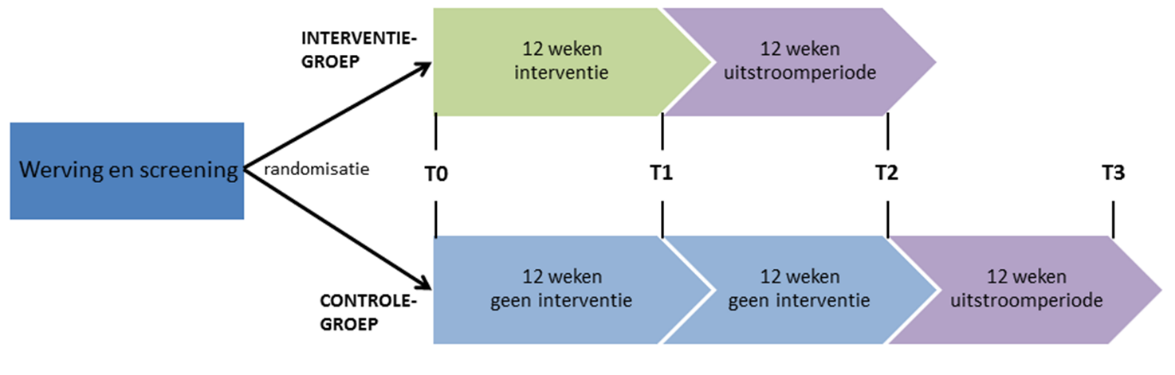 INTERVENTIE-
GROEP
12 weken
interventie
12 weken
uitstroomperiode
Werving en screening
randomisatie
T0
T1
T2
T3
CONTROLE-
GROEP
12 weken
geen interventie
12 weken
geen interventie
12 weken
uitstroomperiode